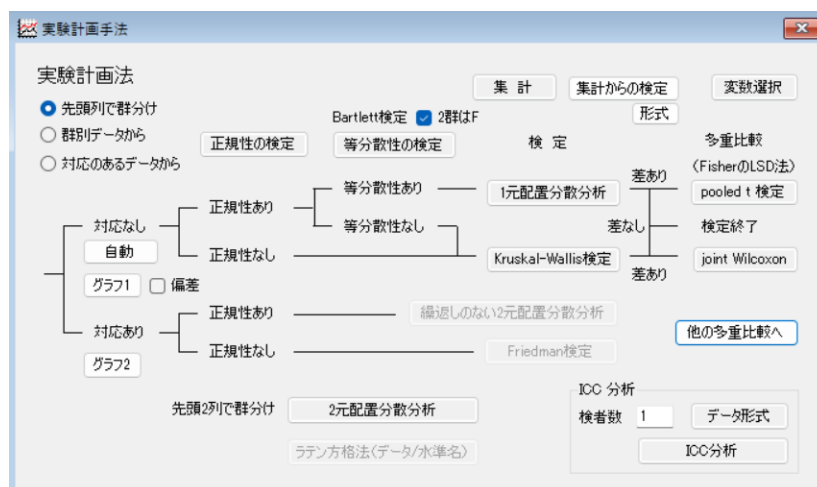 実験計画手法
実験計画法
集 計 集計からの検定 変数選択
先頭列で群分け
Bartlett検定 2群はF 形式
群別データから 正規性の検定 等分散性の検定 検 定 多重比較
対応のあるデータから (FisherのLSD法)
差あり
等分散性あり 1元配置分散分析 pooled t 検定
正規性あり
対応なし 等分散性なし 差なし 検定終了
自動 正規性なし Kruskal-Wallis検定 joint Wilcoxon
差あり
グラフ1 偏差
正規性あり 繰返しのない2元配置分散分析
対応あり 他の多重比較へ
正規性なし Friedman検定
グラフ2
ICC 分析
先頭2列で群分け 2元配置分散分析 検者数 1 データ形式
ラテン方格法(データ/水準名) ICC分析